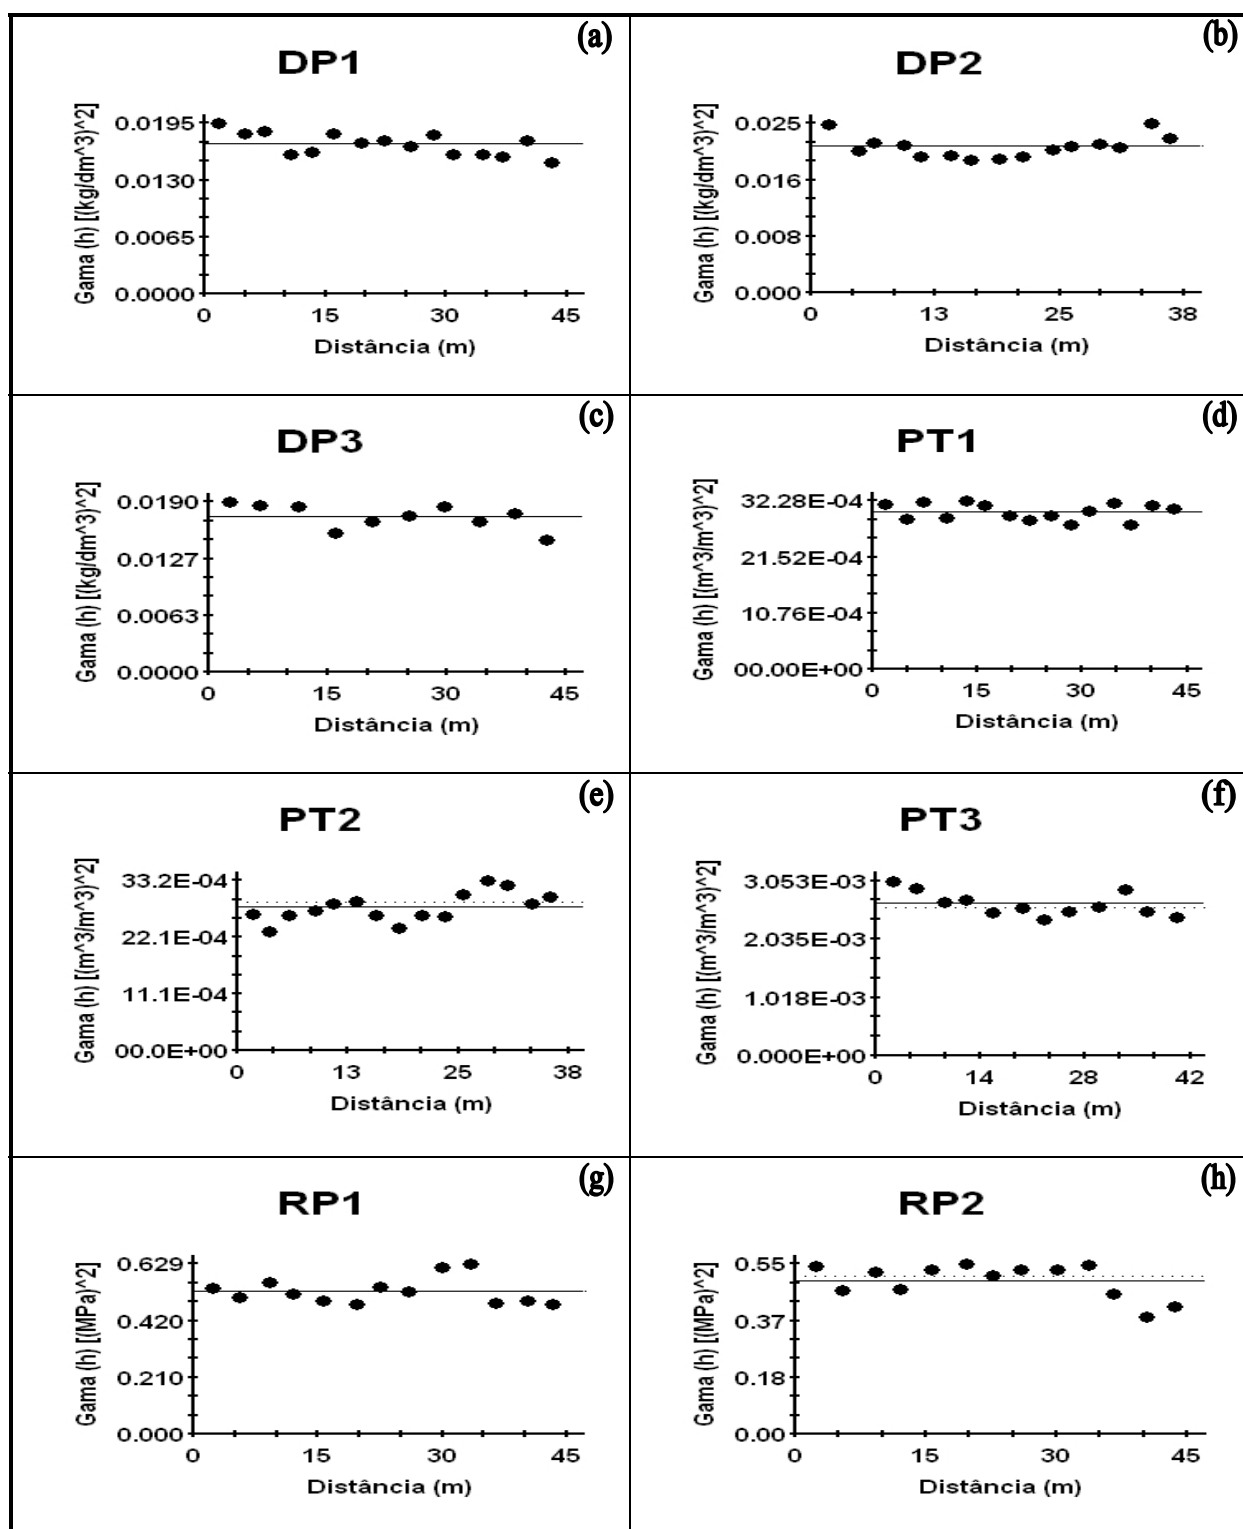 (a)
DP1
Gama (h) [(kg/dm^3)^2]
0.0195
0.0130
0.0065
0.0000
0 15 30 45
Distância (m)
(b)
DP2
Gama (h) [(kg/dm^3)^2]
0.025
0.016
0.008
0.000
0 13 25 38
Distância (m)
(c)
DP3
Gama (h) [(kg/dm^3)^2]
0.0190
0.0127
0.0063
0.0000
0 15 30 45
Distância (m)
(d)
PT1
Gama (h) [(m^3/m^3)^2]
32.28E-04
21.52E-04
10.76E-04
00.00E+00
0 15 30 45
Distância (m)
(e)
PT2
Gama (h) [(m^3/m^3)^2]
33.2E-04
22.1E-04
11.1E-04
00.0E+00
0 13 25 38
Distância (m)
(f)
PT3
Gama (h) [(m^3/m^3)^2]
3.053E-03
2.035E-03
1.018E-03
0.000E+00
0 14 28 42
Distância (m)
(g)
RP1
Gama (h) [(MPa)^2]
0.629
0.420
0.210
0.000
0 15 30 45
Distância (m)
(h)
RP2
Gama (h) [(MPa)^2]
0.55
0.37
0.18
0.00
0 15 30 45
Distância (m)